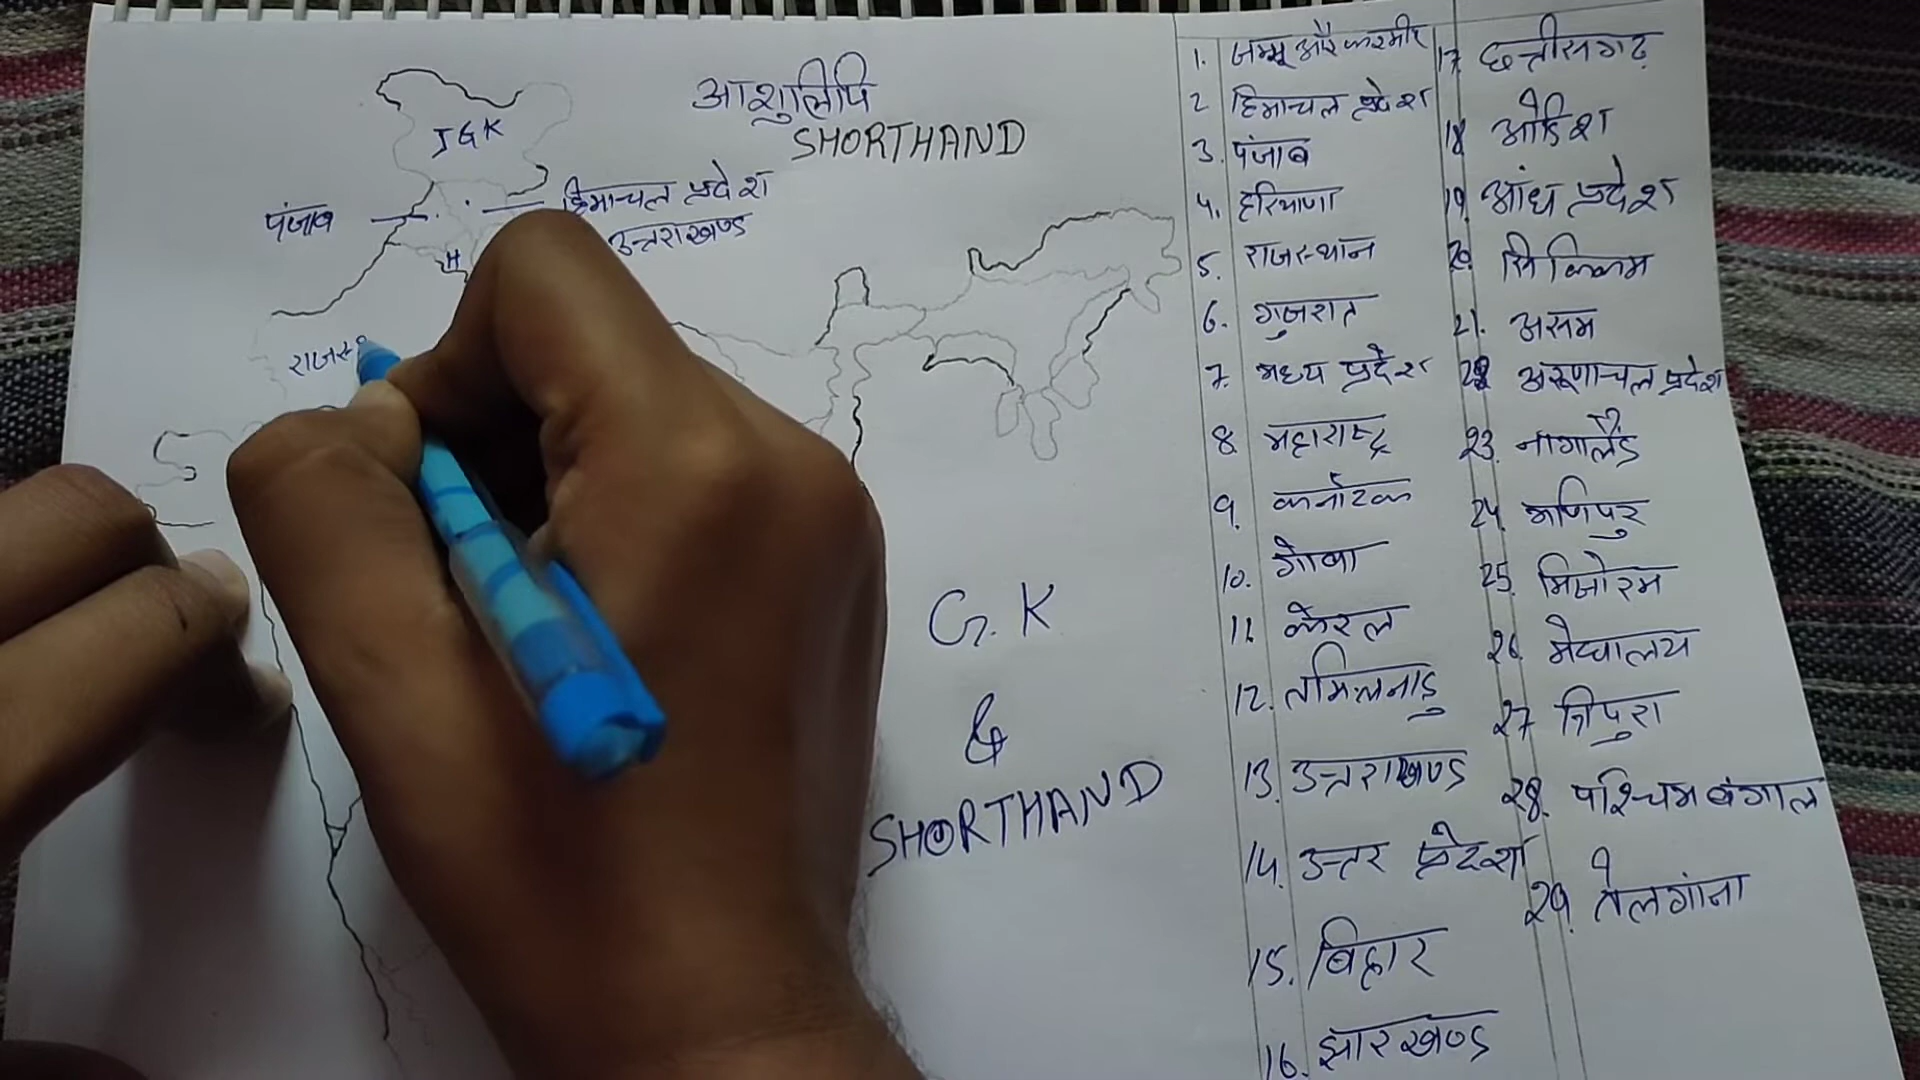 आशुलिपि
SHORTHAND
J&K
पंजाब
हिमाचल प्रदेश
उत्तराखण्ड
H
राजस्थ
G.K
&
SHORTHAND
1. जम्मू और कश्मीर
2 हिमाचल प्रदेश
3. पंजाब
4. हरियाणा
5. राजस्थान
6. गुजरात
7. मध्य प्रदेश
8 महाराष्ट्र
9. कर्नाटक
10. गोवा
11. केरल
12. तमिलनाडु
13. उत्तराखण्ड
14. उत्तर प्रदेश
15. बिहार
16. झारखण्ड
17. छत्तीसगढ़
18 ओडिशा
19. आंध्र प्रदेश
20. सिक्किम
21. असम
22 अरूणाचल प्रदेश
23. नागालैंड
24. मणिपुर
25. मिजोरम
26. मेघालय
27 त्रिपुरा
28. पश्चिम बंगाल
29. तेलगांना